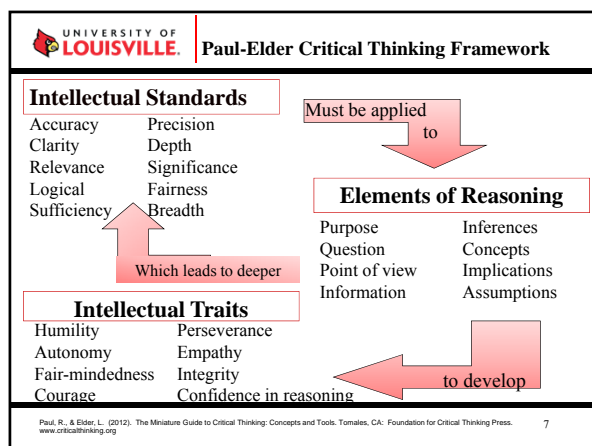 UNIVERSITY OF
LOUISVILLE.
Paul-Elder Critical Thinking Framework
Intellectual Standards
Accuracy Precision
Clarity Depth
Relevance Significance
Logical Fairness
Sufficiency Breadth
Must be applied
to
Elements of Reasoning
Purpose Inferences
Question Concepts
Point of view Implications
Information Assumptions
Which leads to deeper
Intellectual Traits
Humility Perseverance
Autonomy Empathy
Fair-mindedness Integrity
Courage Confidence in reasoning
to develop
Paul, R., & Elder, L. (2012). The Miniature Guide to Critical Thinking: Concepts and Tools. Tomales, CA: Foundation for Critical Thinking Press.
www.criticalthinking.org
7